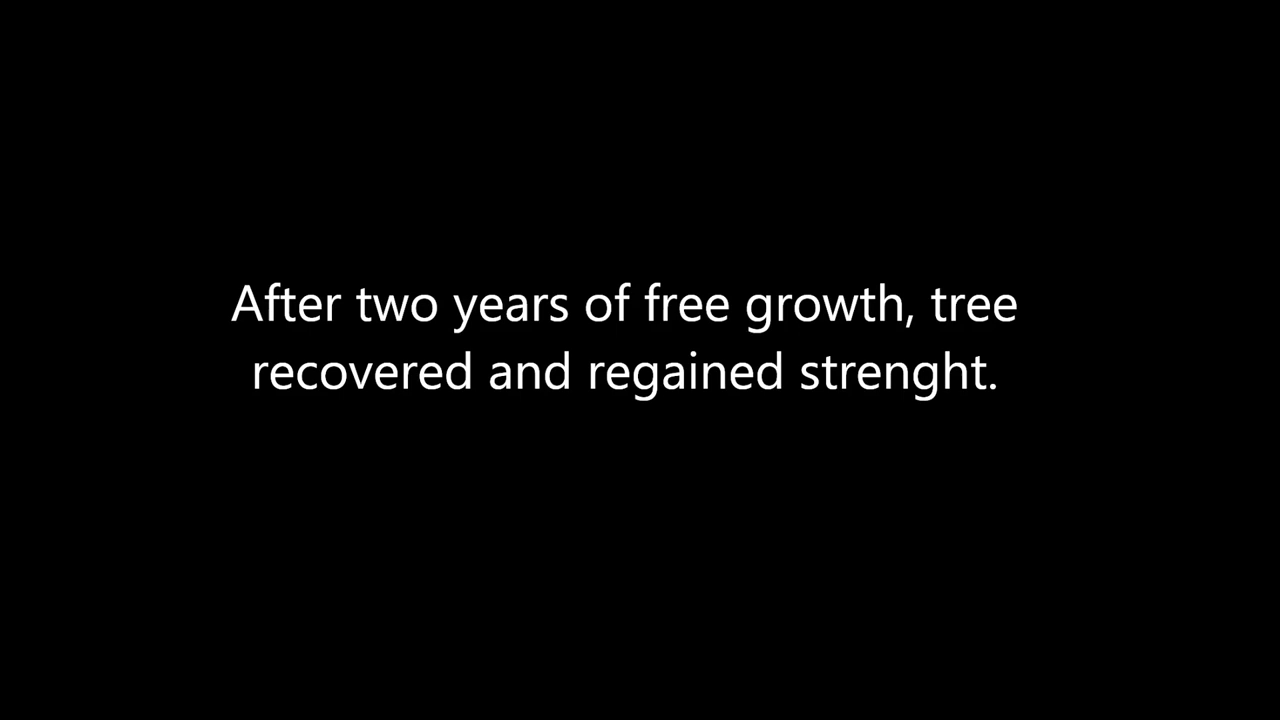 After two years of free growth, tree
recovered and regained strenght.